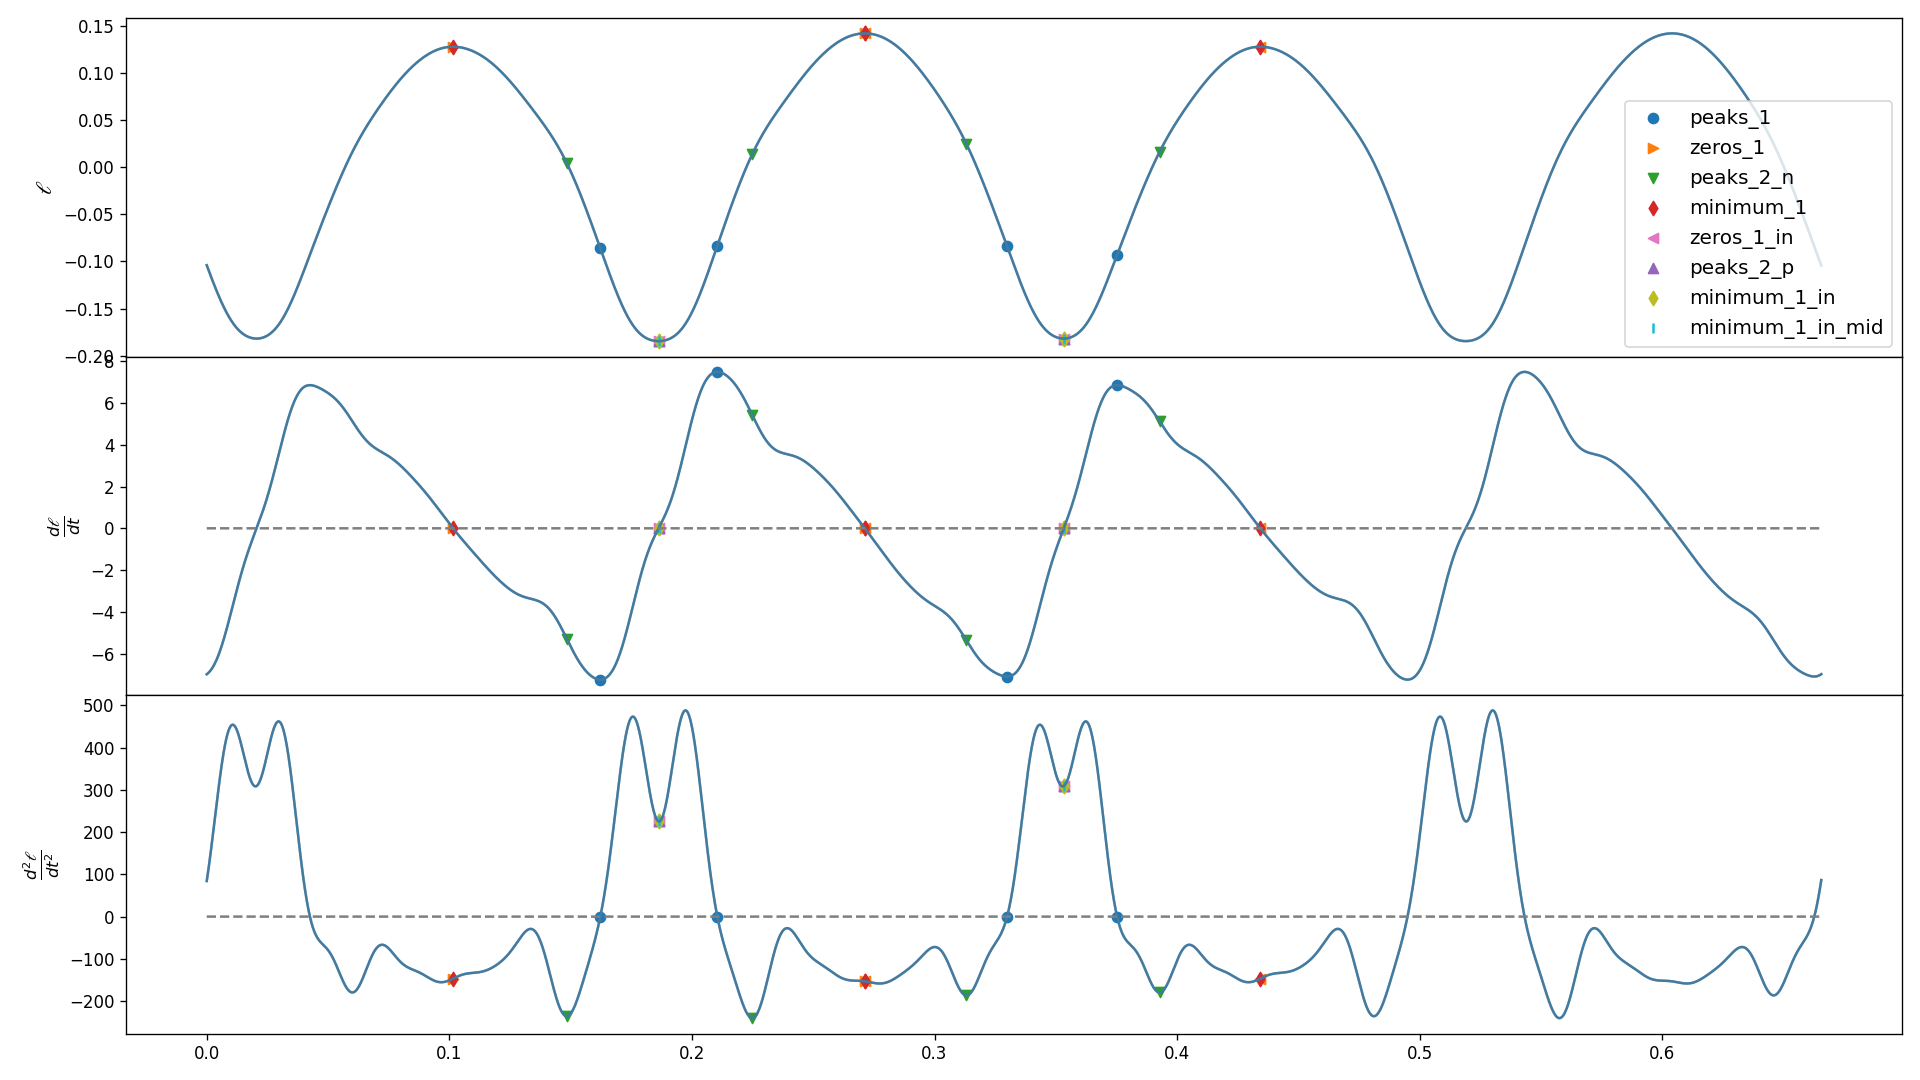 0.15
0.10
0.05
0.00
−0.05
−0.10
−0.15
−0.20
ℓ
peaks_1
zeros_1
peaks_2_n
minimum_1
zeros_1_in
peaks_2_p
minimum_1_in
minimum_1_in_mid
8
6
4
2
0
−2
−4
−6
dℓ
dt
500
400
300
200
100
0
−100
−200
d²ℓ
dt²
0.0 0.1 0.2 0.3 0.4 0.5 0.6